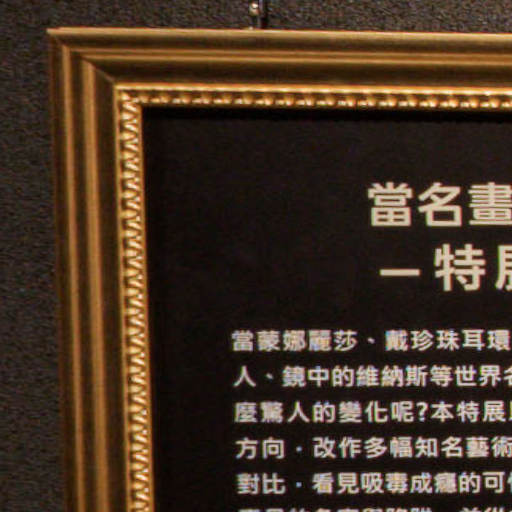 當名畫
－特展
當蒙娜麗莎、戴珍珠耳環
人、鏡中的維納斯等世界名
麼驚人的變化呢?本特展
方向，改作多幅知名藝術
對比，看見吸毒成癮的可